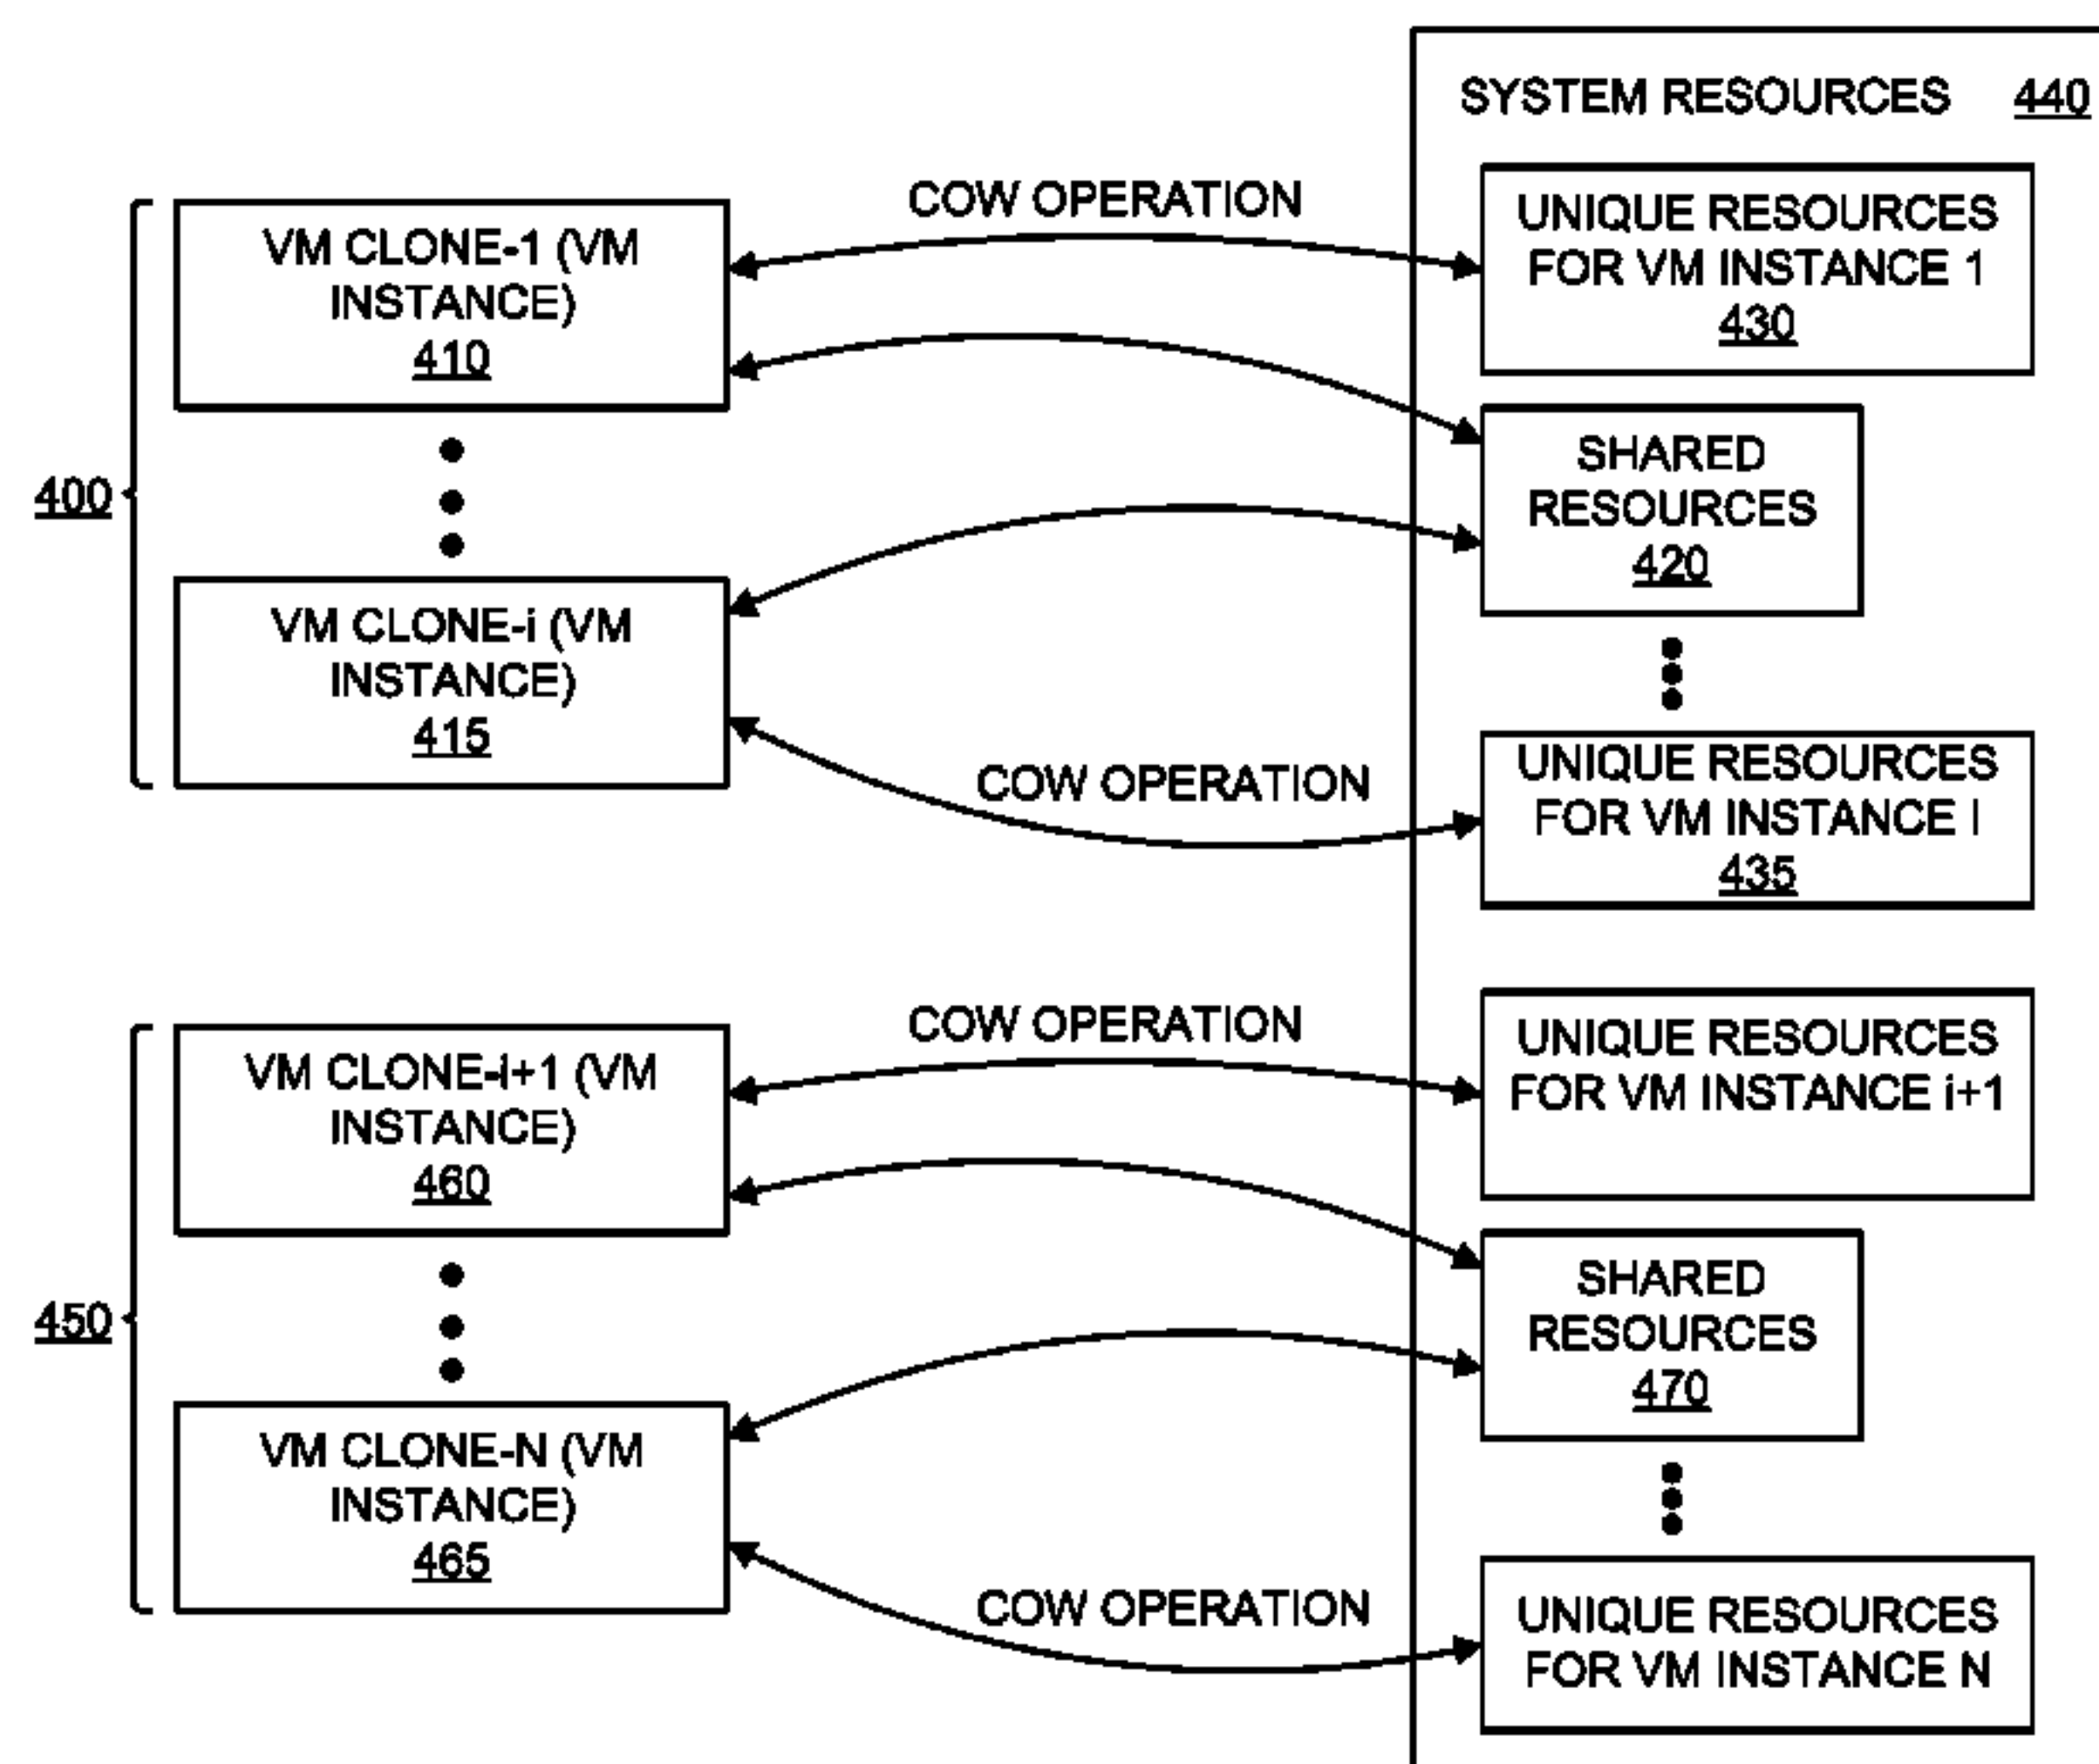 SYSTEM RESOURCES 440
COW OPERATION
UNIQUE RESOURCES
FOR VM INSTANCE 1
430
VM CLONE-1 (VM
INSTANCE)
410
SHARED
RESOURCES
420
400
VM CLONE-i (VM
INSTANCE)
415
COW OPERATION
UNIQUE RESOURCES
FOR VM INSTANCE I
435
COW OPERATION
UNIQUE RESOURCES
FOR VM INSTANCE i+1
VM CLONE-i+1 (VM
INSTANCE)
460
SHARED
RESOURCES
470
450
VM CLONE-N (VM
INSTANCE)
465
COW OPERATION
UNIQUE RESOURCES
FOR VM INSTANCE N